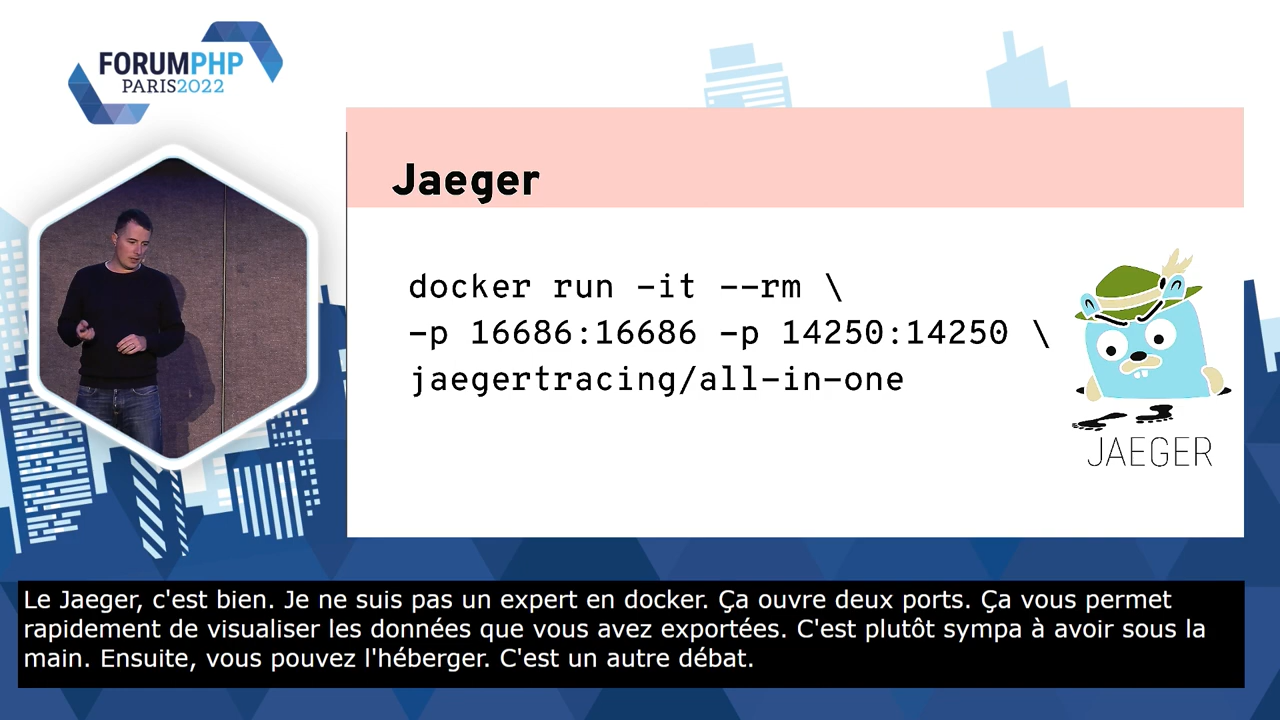 FORUMPHP
PARIS2022
Jaeger
docker run -it --rm \
-p 16686:16686 -p 14250:14250 \
jaegertracing/all-in-one
JAEGER
Le Jaeger, c'est bien. Je ne suis pas un expert en docker. Ça ouvre deux ports. Ça vous permet
rapidement de visualiser les données que vous avez exportées. C'est plutôt sympa à avoir sous la
main. Ensuite, vous pouvez l'héberger. C'est un autre débat.